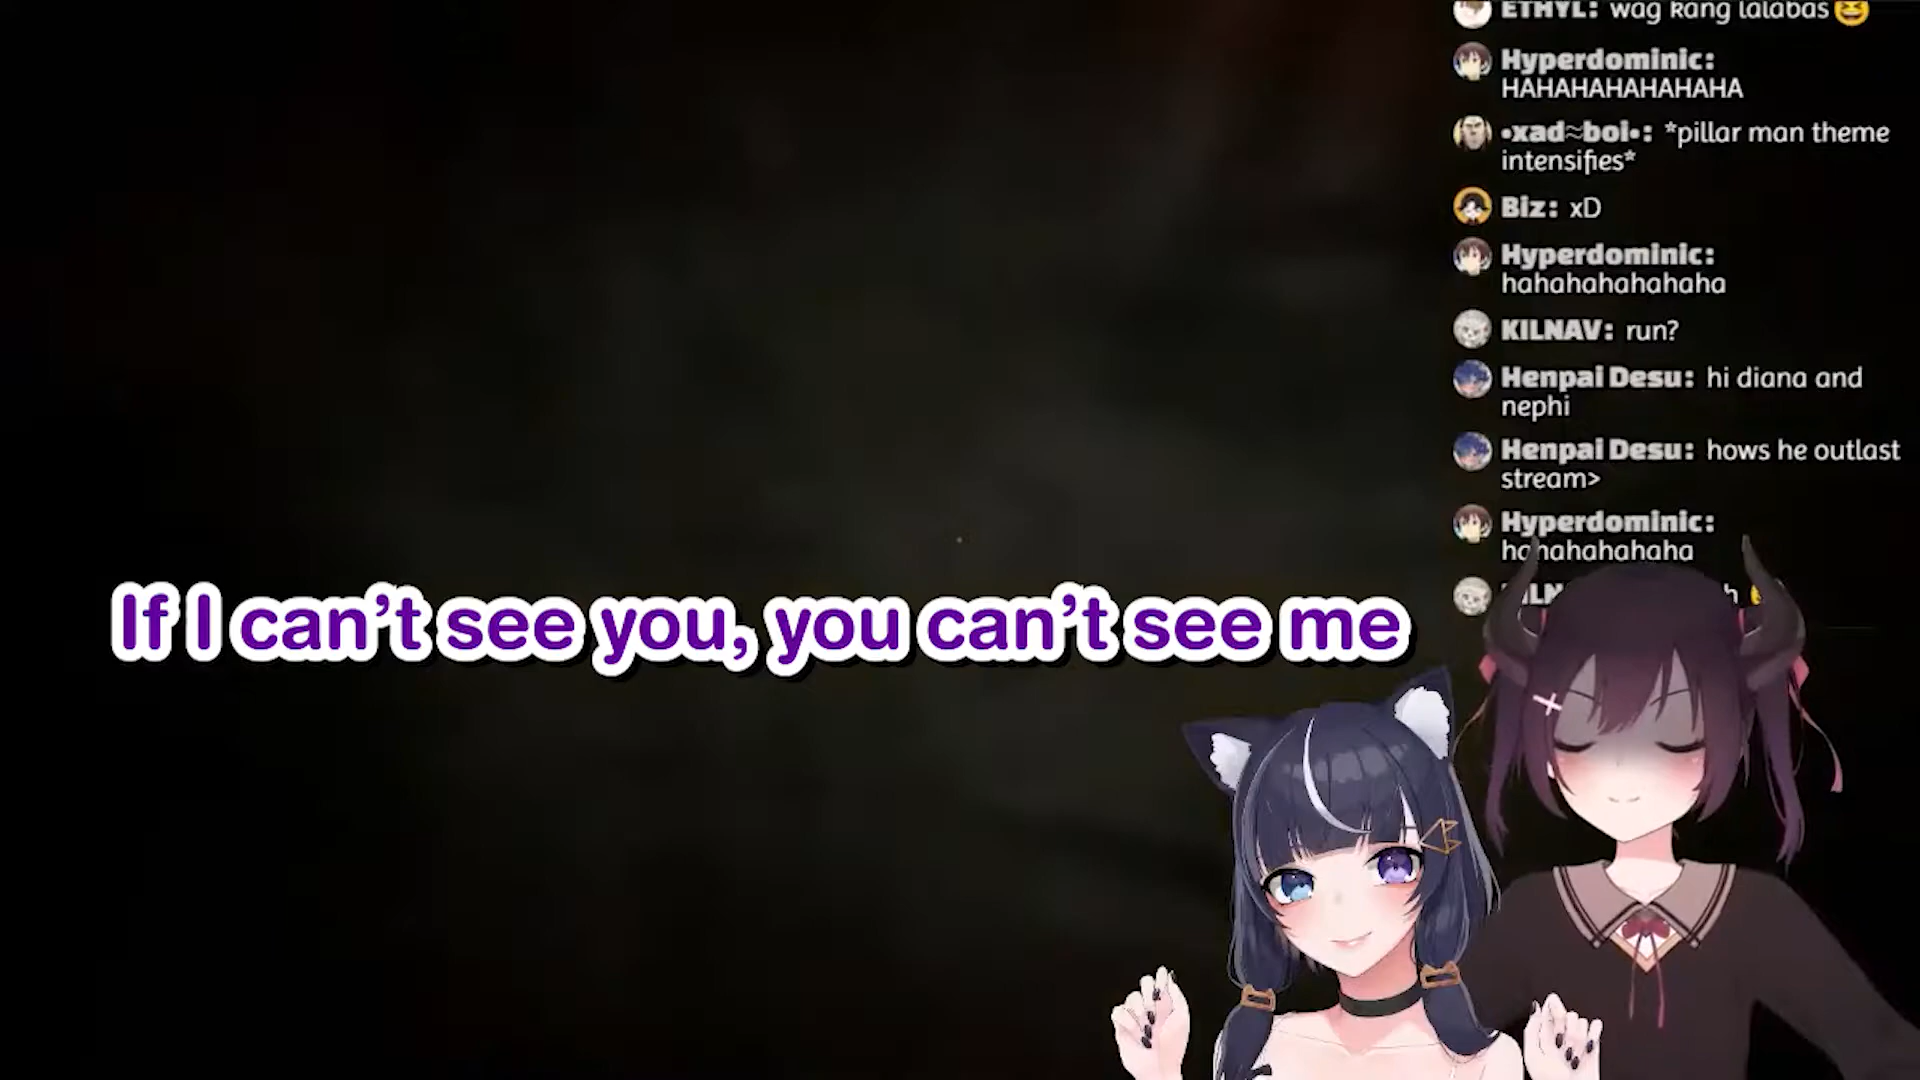 ETHYL: wag kang lalabas😆
Hyperdominic:
HAHAHAHAHAHAHA
•xad≈boi•: *pillar man theme
intensifies*
Biz: xD
Hyperdominic:
hahahahahahaha
KILNAV: run?
Henpai Desu: hi diana and
nephi
Henpai Desu: hows he outlast
stream>
Hyperdominic:
hahahahahaha
If I can't see you, you can't see me